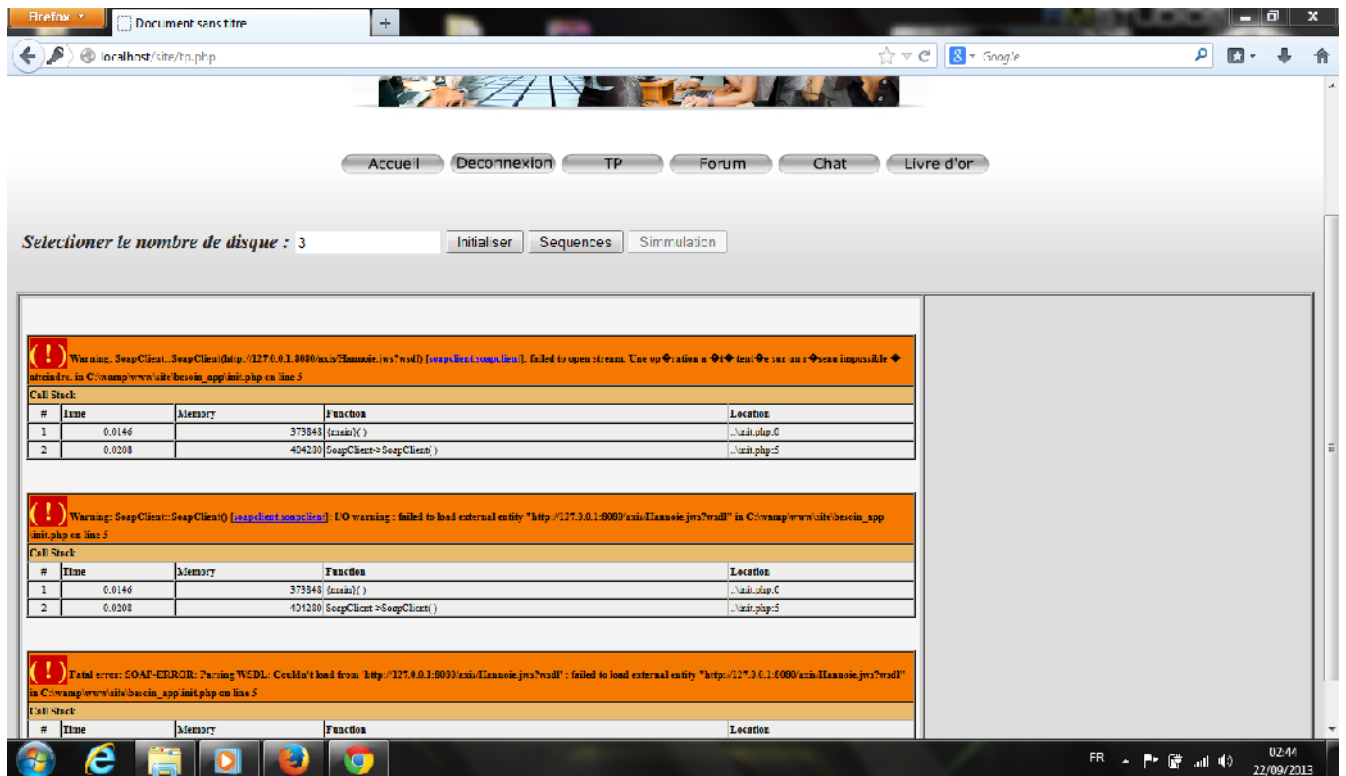 Firefox
Document sans titre
localhost/site/tp.php
Google
Accueil Deconnexion TP Forum Chat Livre d'or
Selectioner le nombre de disque : 3 Initialiser Sequences Simmulation
( ! ) Warning: SoapClient::SoapClient(http://127.0.0.1:8080/axis/Hannoie.jws?wsdl) [soapclient.soapclient]: failed to open stream: Une op�ration a �t� tent�e sur un r�seau impossible �
atteindre. in C:\wamp\www\site\besoin_app\init.php on line 5
Call Stack
# Time Memory Function Location
1 0.0146 373848 {main}( ) ..\init.php:0
2 0.0208 404280 SoapClient->SoapClient( ) ..\init.php:5
( ! ) Warning: SoapClient::SoapClient() [soapclient.soapclient]: I/O warning : failed to load external entity "http://127.0.0.1:8080/axis/Hannoie.jws?wsdl" in C:\wamp\www\site\besoin_app
\init.php on line 5
Call Stack
# Time Memory Function Location
1 0.0146 373848 {main}( ) ..\init.php:0
2 0.0208 404280 SoapClient->SoapClient( ) ..\init.php:5
( ! ) Fatal error: SOAP-ERROR: Parsing WSDL: Couldn't load from 'http://127.0.0.1:8080/axis/Hannoie.jws?wsdl' : failed to load external entity "http://127.0.0.1:8080/axis/Hannoie.jws?wsdl"
in C:\wamp\www\site\besoin_app\init.php on line 5
Call Stack
# Time Memory Function Location
FR
02:44
22/09/2013